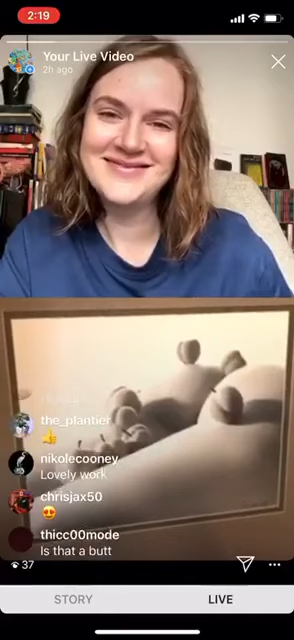 2:19
Your Live Video
2h ago
the_plantier
👍
nikolecooney
Lovely work
chrisjax50
😍
thicc00mode
Is that a butt
37
STORY
LIVE